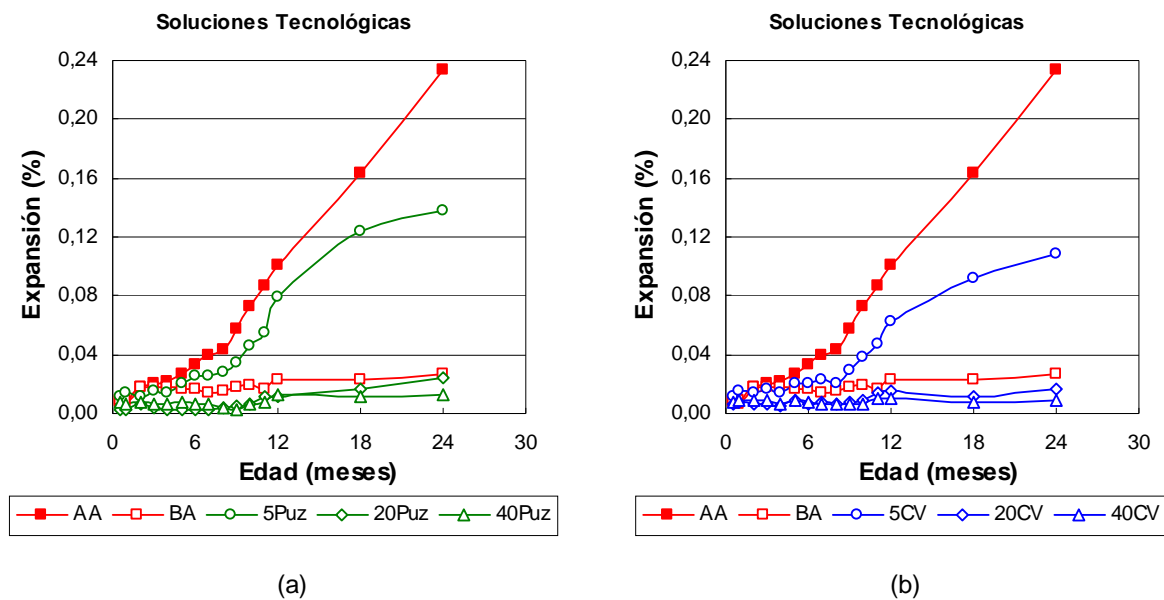 Soluciones Tecnológicas
0,24
0,20
0,16
0,12
0,08
0,04
0,00
Expansión (%)
0 6 12 18 24 30
Edad (meses)
AA BA 5Puz 20Puz 40Puz
(a)
Soluciones Tecnológicas
0,24
0,20
0,16
0,12
0,08
0,04
0,00
Expansión (%)
0 6 12 18 24 30
Edad (meses)
AA BA 5CV 20CV 40CV
(b)